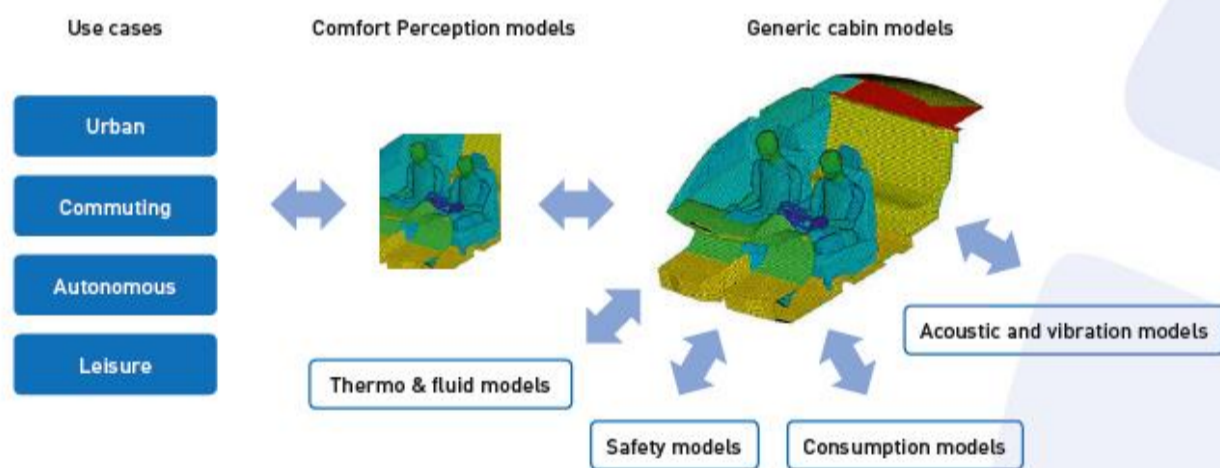 Use cases
Comfort Perception models
Generic cabin models
Urban
Commuting
Autonomous
Leisure
Acoustic and vibration models
Thermo & fluid models
Safety models
Consumption models